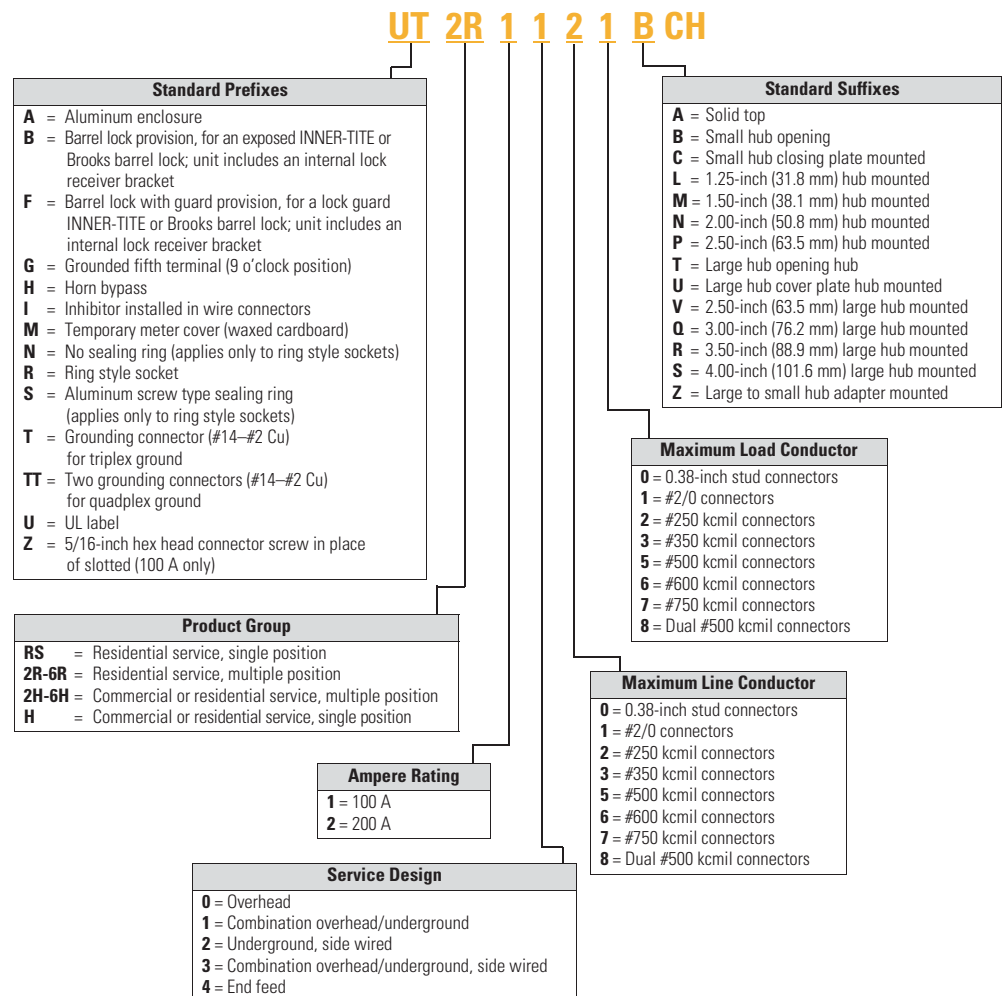 UT 2R 1 1 2 1 B CH
Standard Prefixes
A = Aluminum enclosure
B = Barrel lock provision, for an exposed INNER-TITE or
Brooks barrel lock; unit includes an internal lock
receiver bracket
F = Barrel lock with guard provision, for a lock guard
INNER-TITE or Brooks barrel lock; unit includes an
internal lock receiver bracket
G = Grounded fifth terminal (9 o'clock position)
H = Horn bypass
I = Inhibitor installed in wire connectors
M = Temporary meter cover (waxed cardboard)
N = No sealing ring (applies only to ring style sockets)
R = Ring style socket
S = Aluminum screw type sealing ring
(applies only to ring style sockets)
T = Grounding connector (#14–#2 Cu)
for triplex ground
TT = Two grounding connectors (#14–#2 Cu)
for quadplex ground
U = UL label
Z = 5/16-inch hex head connector screw in place
of slotted (100 A only)
Standard Suffixes
A = Solid top
B = Small hub opening
C = Small hub closing plate mounted
L = 1.25-inch (31.8 mm) hub mounted
M = 1.50-inch (38.1 mm) hub mounted
N = 2.00-inch (50.8 mm) hub mounted
P = 2.50-inch (63.5 mm) hub mounted
T = Large hub opening hub
U = Large hub cover plate hub mounted
V = 2.50-inch (63.5 mm) large hub mounted
Q = 3.00-inch (76.2 mm) large hub mounted
R = 3.50-inch (88.9 mm) large hub mounted
S = 4.00-inch (101.6 mm) large hub mounted
Z = Large to small hub adapter mounted
Maximum Load Conductor
0 = 0.38-inch stud connectors
1 = #2/0 connectors
2 = #250 kcmil connectors
3 = #350 kcmil connectors
5 = #500 kcmil connectors
6 = #600 kcmil connectors
7 = #750 kcmil connectors
8 = Dual #500 kcmil connectors
Product Group
RS = Residential service, single position
2R-6R = Residential service, multiple position
2H-6H = Commercial or residential service, multiple position
H = Commercial or residential service, single position
Maximum Line Conductor
0 = 0.38-inch stud connectors
1 = #2/0 connectors
2 = #250 kcmil connectors
3 = #350 kcmil connectors
5 = #500 kcmil connectors
6 = #600 kcmil connectors
7 = #750 kcmil connectors
8 = Dual #500 kcmil connectors
Ampere Rating
1 = 100 A
2 = 200 A
Service Design
0 = Overhead
1 = Combination overhead/underground
2 = Underground, side wired
3 = Combination overhead/underground, side wired
4 = End feed